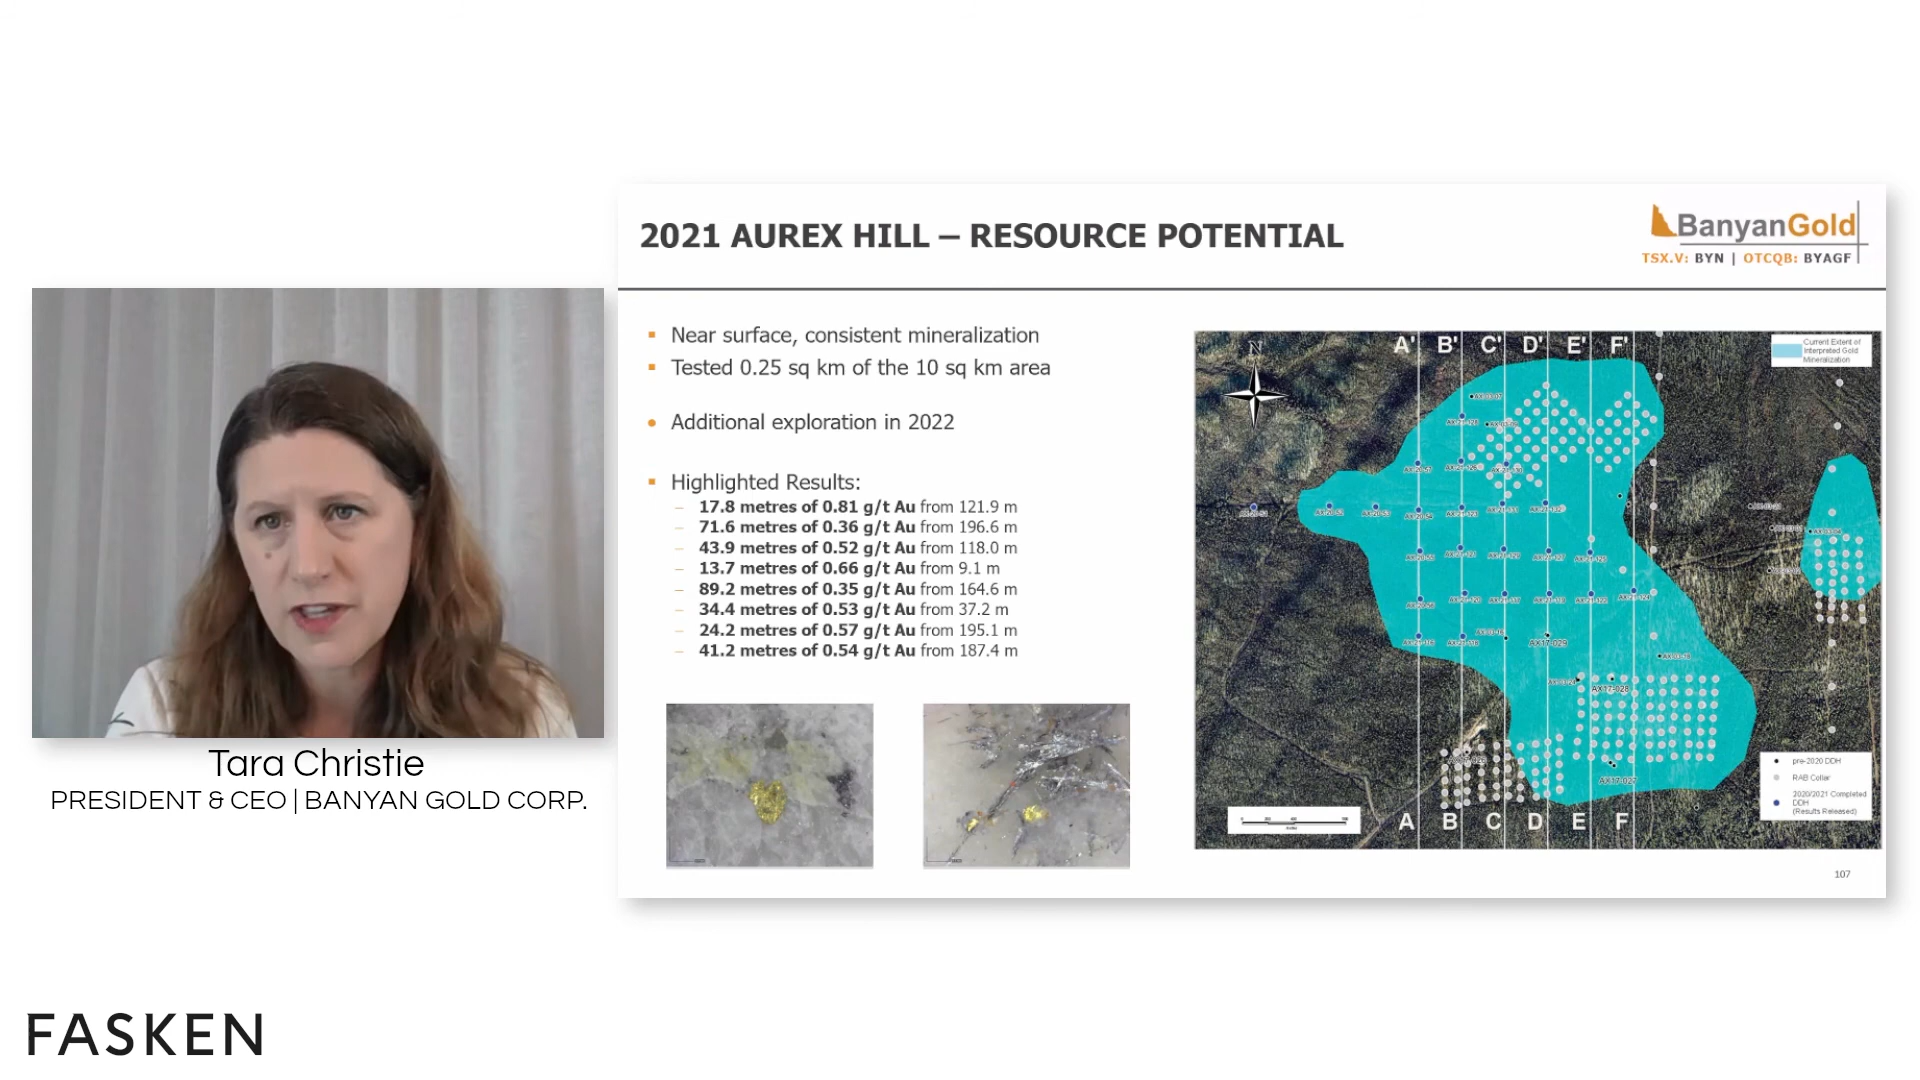 2021 AUREX HILL – RESOURCE POTENTIAL
BanyanGold
TSX.V: BYN | OTCQB: BYAGF
▪ Near surface, consistent mineralization
▪ Tested 0.25 sq km of the 10 sq km area
• Additional exploration in 2022
▪ Highlighted Results:
– 17.8 metres of 0.81 g/t Au from 121.9 m
– 71.6 metres of 0.36 g/t Au from 196.6 m
– 43.9 metres of 0.52 g/t Au from 118.0 m
– 13.7 metres of 0.66 g/t Au from 9.1 m
– 89.2 metres of 0.35 g/t Au from 164.6 m
– 34.4 metres of 0.53 g/t Au from 37.2 m
– 24.2 metres of 0.57 g/t Au from 195.1 m
– 41.2 metres of 0.54 g/t Au from 187.4 m
N
A' B' C' D' E' F'
Current Extent of
Interpreted Gold
Mineralization
AX17-029
AX17-028
AX17-027
pre-2020 DDH
RAB Collar
2020/2021 Completed
DDH
(Results Released)
A B C D E F
107
Tara Christie
PRESIDENT & CEO | BANYAN GOLD CORP.
FASKEN